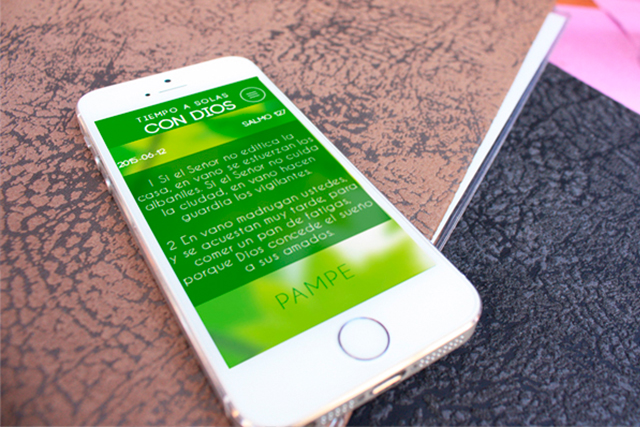 TIEMPO A SOLAS
CON DIOS
SALMO 127
2015-06-12
1 Si el Señor no edifica la
casa, en vano se esfuerzan los
albañiles. Si el Señor no cuida
la ciudad, en vano hacen
guardia los vigilantes.
2 En vano madrugan ustedes,
y se acuestan muy tarde para
comer un pan de fatigas,
porque Dios concede el sueño
a sus amados.
PAMPE